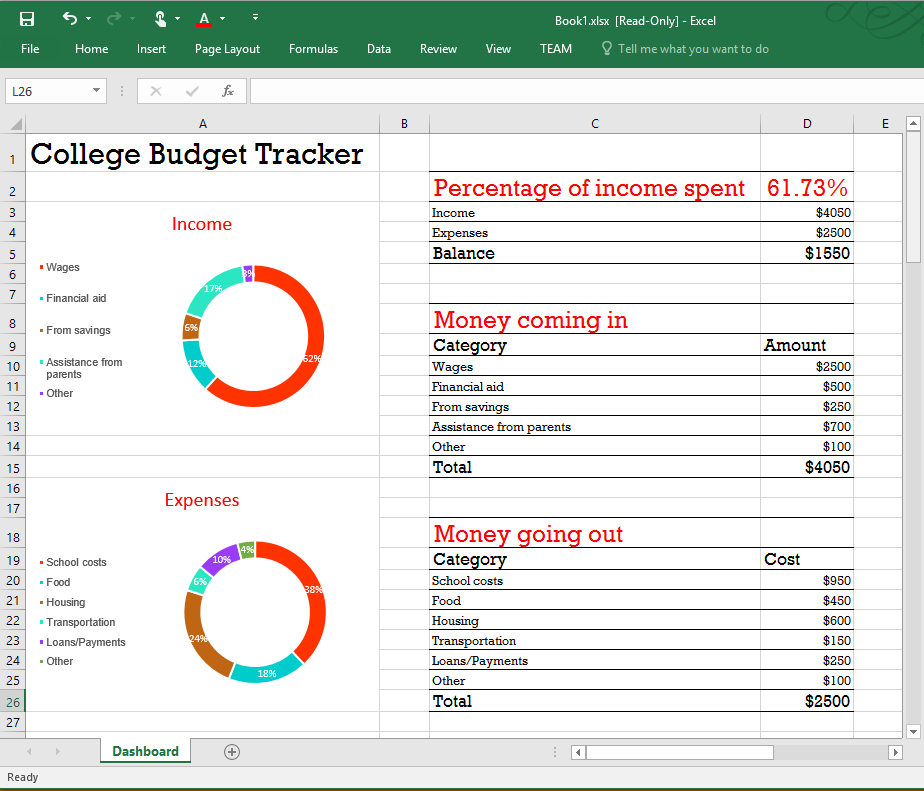 Book1.xlsx [Read-Only] - Excel
File Home Insert Page Layout Formulas Data Review View TEAM Tell me what you want to do
L26 fx
A B C D E
1 College Budget Tracker
2 Percentage of income spent 61.73%
3 Income $4050
4 Expenses $2500
5 Balance $1550
6
7
8 Money coming in
9 Category Amount
10 Wages $2500
11 Financial aid $500
12 From savings $250
13 Assistance from parents $700
14 Other $100
15 Total $4050
16
17
18 Money going out
19 Category Cost
20 School costs $950
21 Food $450
22 Housing $600
23 Transportation $150
24 Loans/Payments $250
25 Other $100
26 Total $2500
27
Income
Wages
Financial aid
From savings
Assistance from
parents
Other
3%
17%
6%
12%
62%
Expenses
School costs
Food
Housing
Transportation
Loans/Payments
Other
4%
10%
6%
38%
24%
18%
Dashboard
Ready